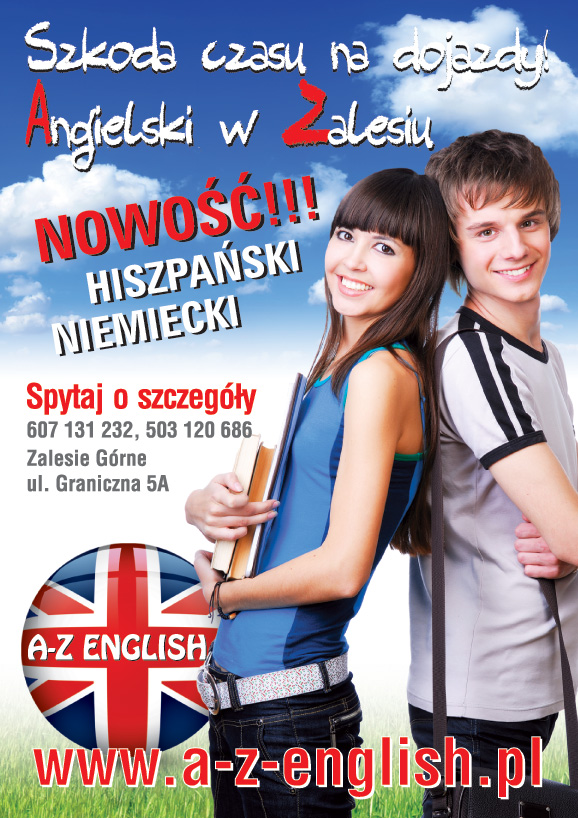 Szkoda czasu na dojazdy!
Angielski w Zalesiu
NOWOŚĆ!!!
HISZPAŃSKI
NIEMIECKI
Spytaj o szczegóły
607 131 232, 503 120 686
Zalesie Górne
ul. Graniczna 5A
A-Z ENGLISH
www.a-z-english.pl